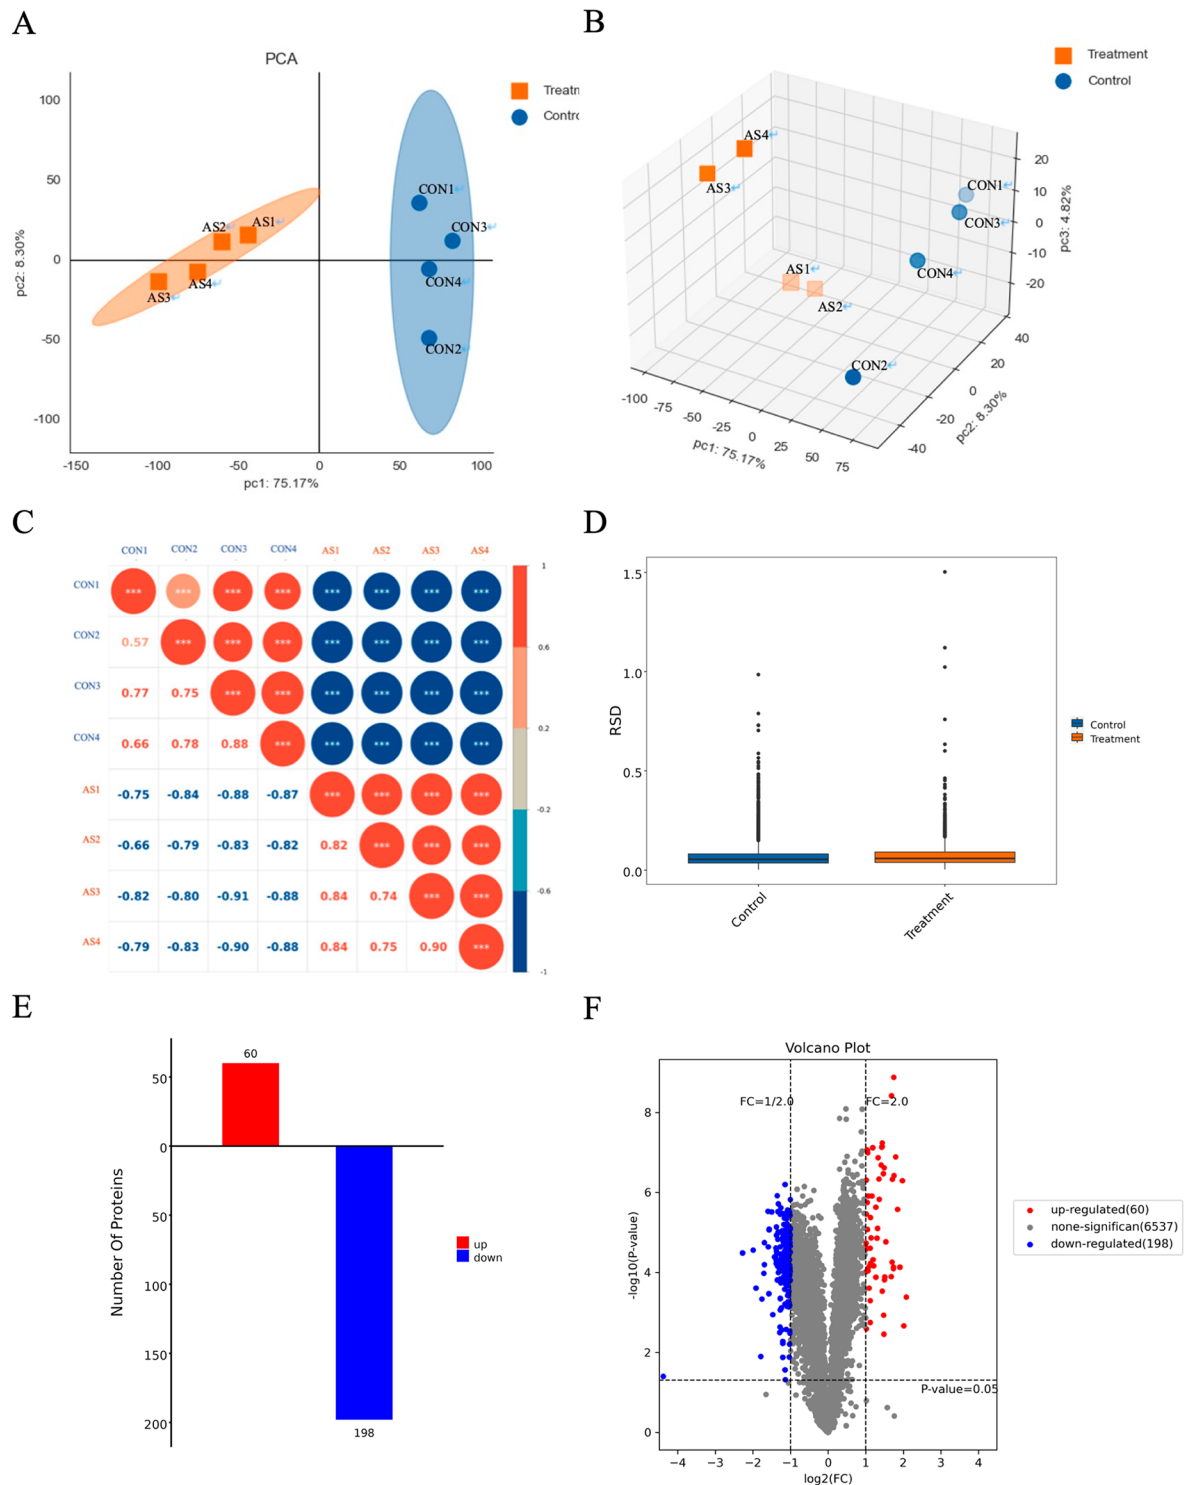 A
PCA
Treatn
Contro
100
50
0
-50
-100
-150
-100
-50
0
50
100
pc2: 8.30%
pc1: 75.17%
CON1
CON3
CON4
CON2
AS2
AS1
AS3
AS4
B
Treatment
Control
AS4
AS3
CON1
CON3
CON4
AS1
AS2
CON2
20
10
0
-10
-20
pc3: 4.82%
40
20
0
-20
-40
pc2: 8.30%
-100
-75
-50
-25
0
25
50
75
pc1: 75.17%
C
CON1 CON2 CON3 CON4 AS1 AS2 AS3 AS4
CON1 *** *** *** *** *** *** *** ***
CON2 0.57 *** *** *** *** *** *** ***
CON3 0.77 0.75 *** *** *** *** *** ***
CON4 0.66 0.78 0.88 *** *** *** *** ***
AS1 -0.75 -0.84 -0.88 -0.87 *** *** *** ***
AS2 -0.66 -0.79 -0.83 -0.82 0.82 *** *** ***
AS3 -0.82 -0.80 -0.91 -0.88 0.84 0.74 *** ***
AS4 -0.79 -0.83 -0.90 -0.88 0.84 0.75 0.90 ***
1
0.6
0.2
-0.2
-0.6
-1
D
1.5
1.0
0.5
0.0
RSD
Control
Treatment
Control
Treatment
E
60
50
0
50
100
150
200
198
Number Of Proteins
up
down
F
Volcano Plot
FC=1/2.0
FC=2.0
8
6
4
2
0
-log10(P-value)
P-value=0.05
−4 −3 −2 −1 0 1 2 3 4
log2(FC)
up-regulated(60)
none-significan(6537)
down-regulated(198)